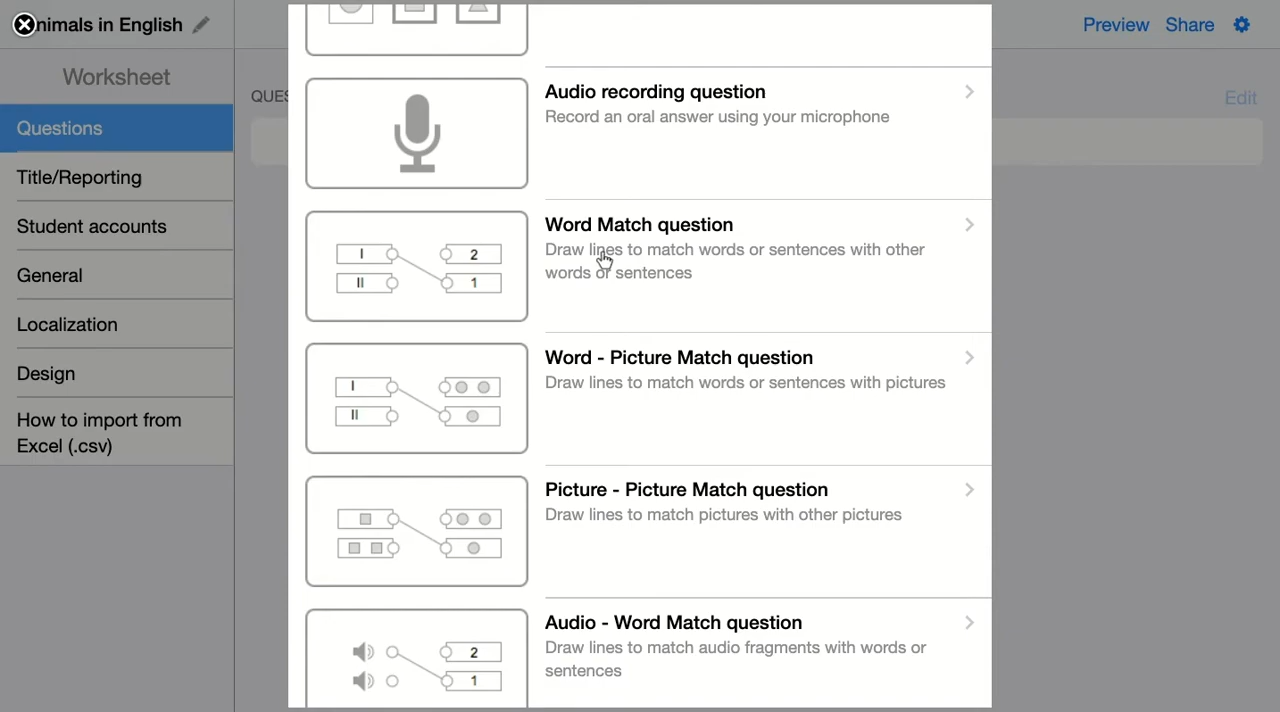 nimals in English
Preview Share
Worksheet
Questions
Title/Reporting
Student accounts
General
Localization
Design
How to import from
Excel (.csv)
QUES
Edit
Audio recording question
Record an oral answer using your microphone
I 2
II 1
Word Match question
Draw lines to match words or sentences with other
words or sentences
I
II
Word - Picture Match question
Draw lines to match words or sentences with pictures
Picture - Picture Match question
Draw lines to match pictures with other pictures
2
1
Audio - Word Match question
Draw lines to match audio fragments with words or
sentences